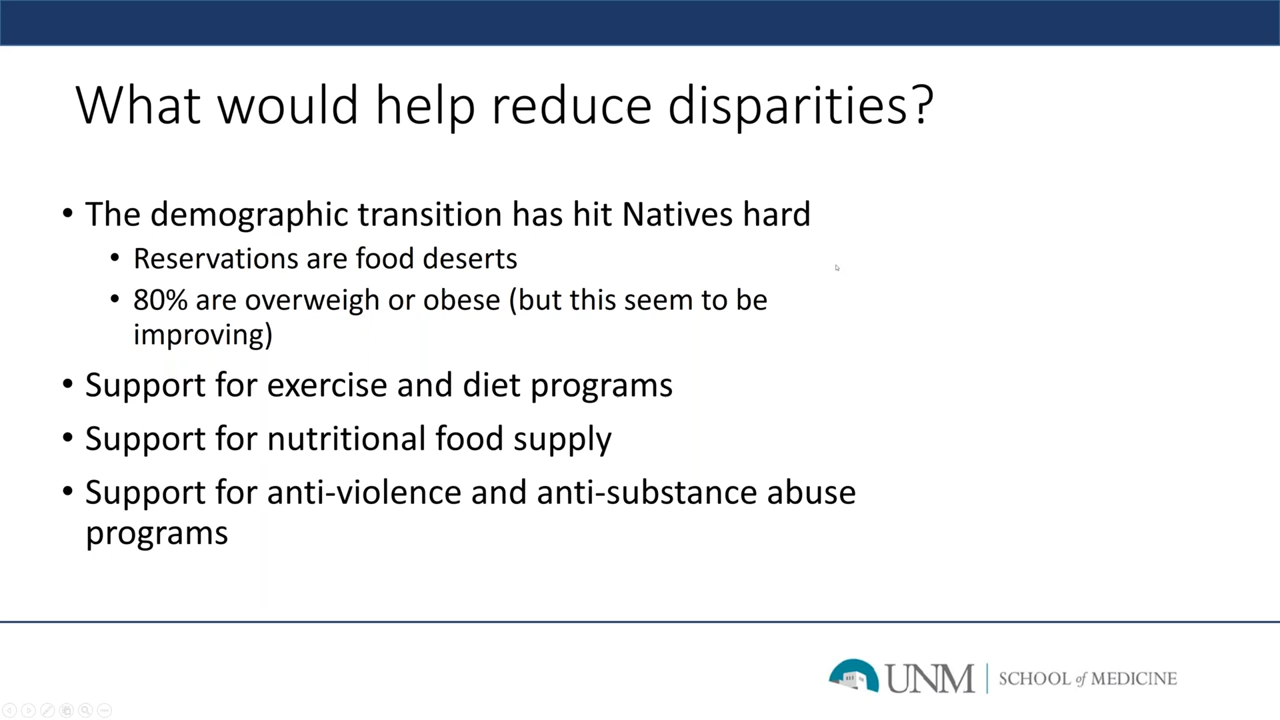 What would help reduce disparities?
• The demographic transition has hit Natives hard
• Reservations are food deserts
• 80% are overweigh or obese (but this seem to be
improving)
• Support for exercise and diet programs
• Support for nutritional food supply
• Support for anti-violence and anti-substance abuse
programs
UNM | SCHOOL of MEDICINE